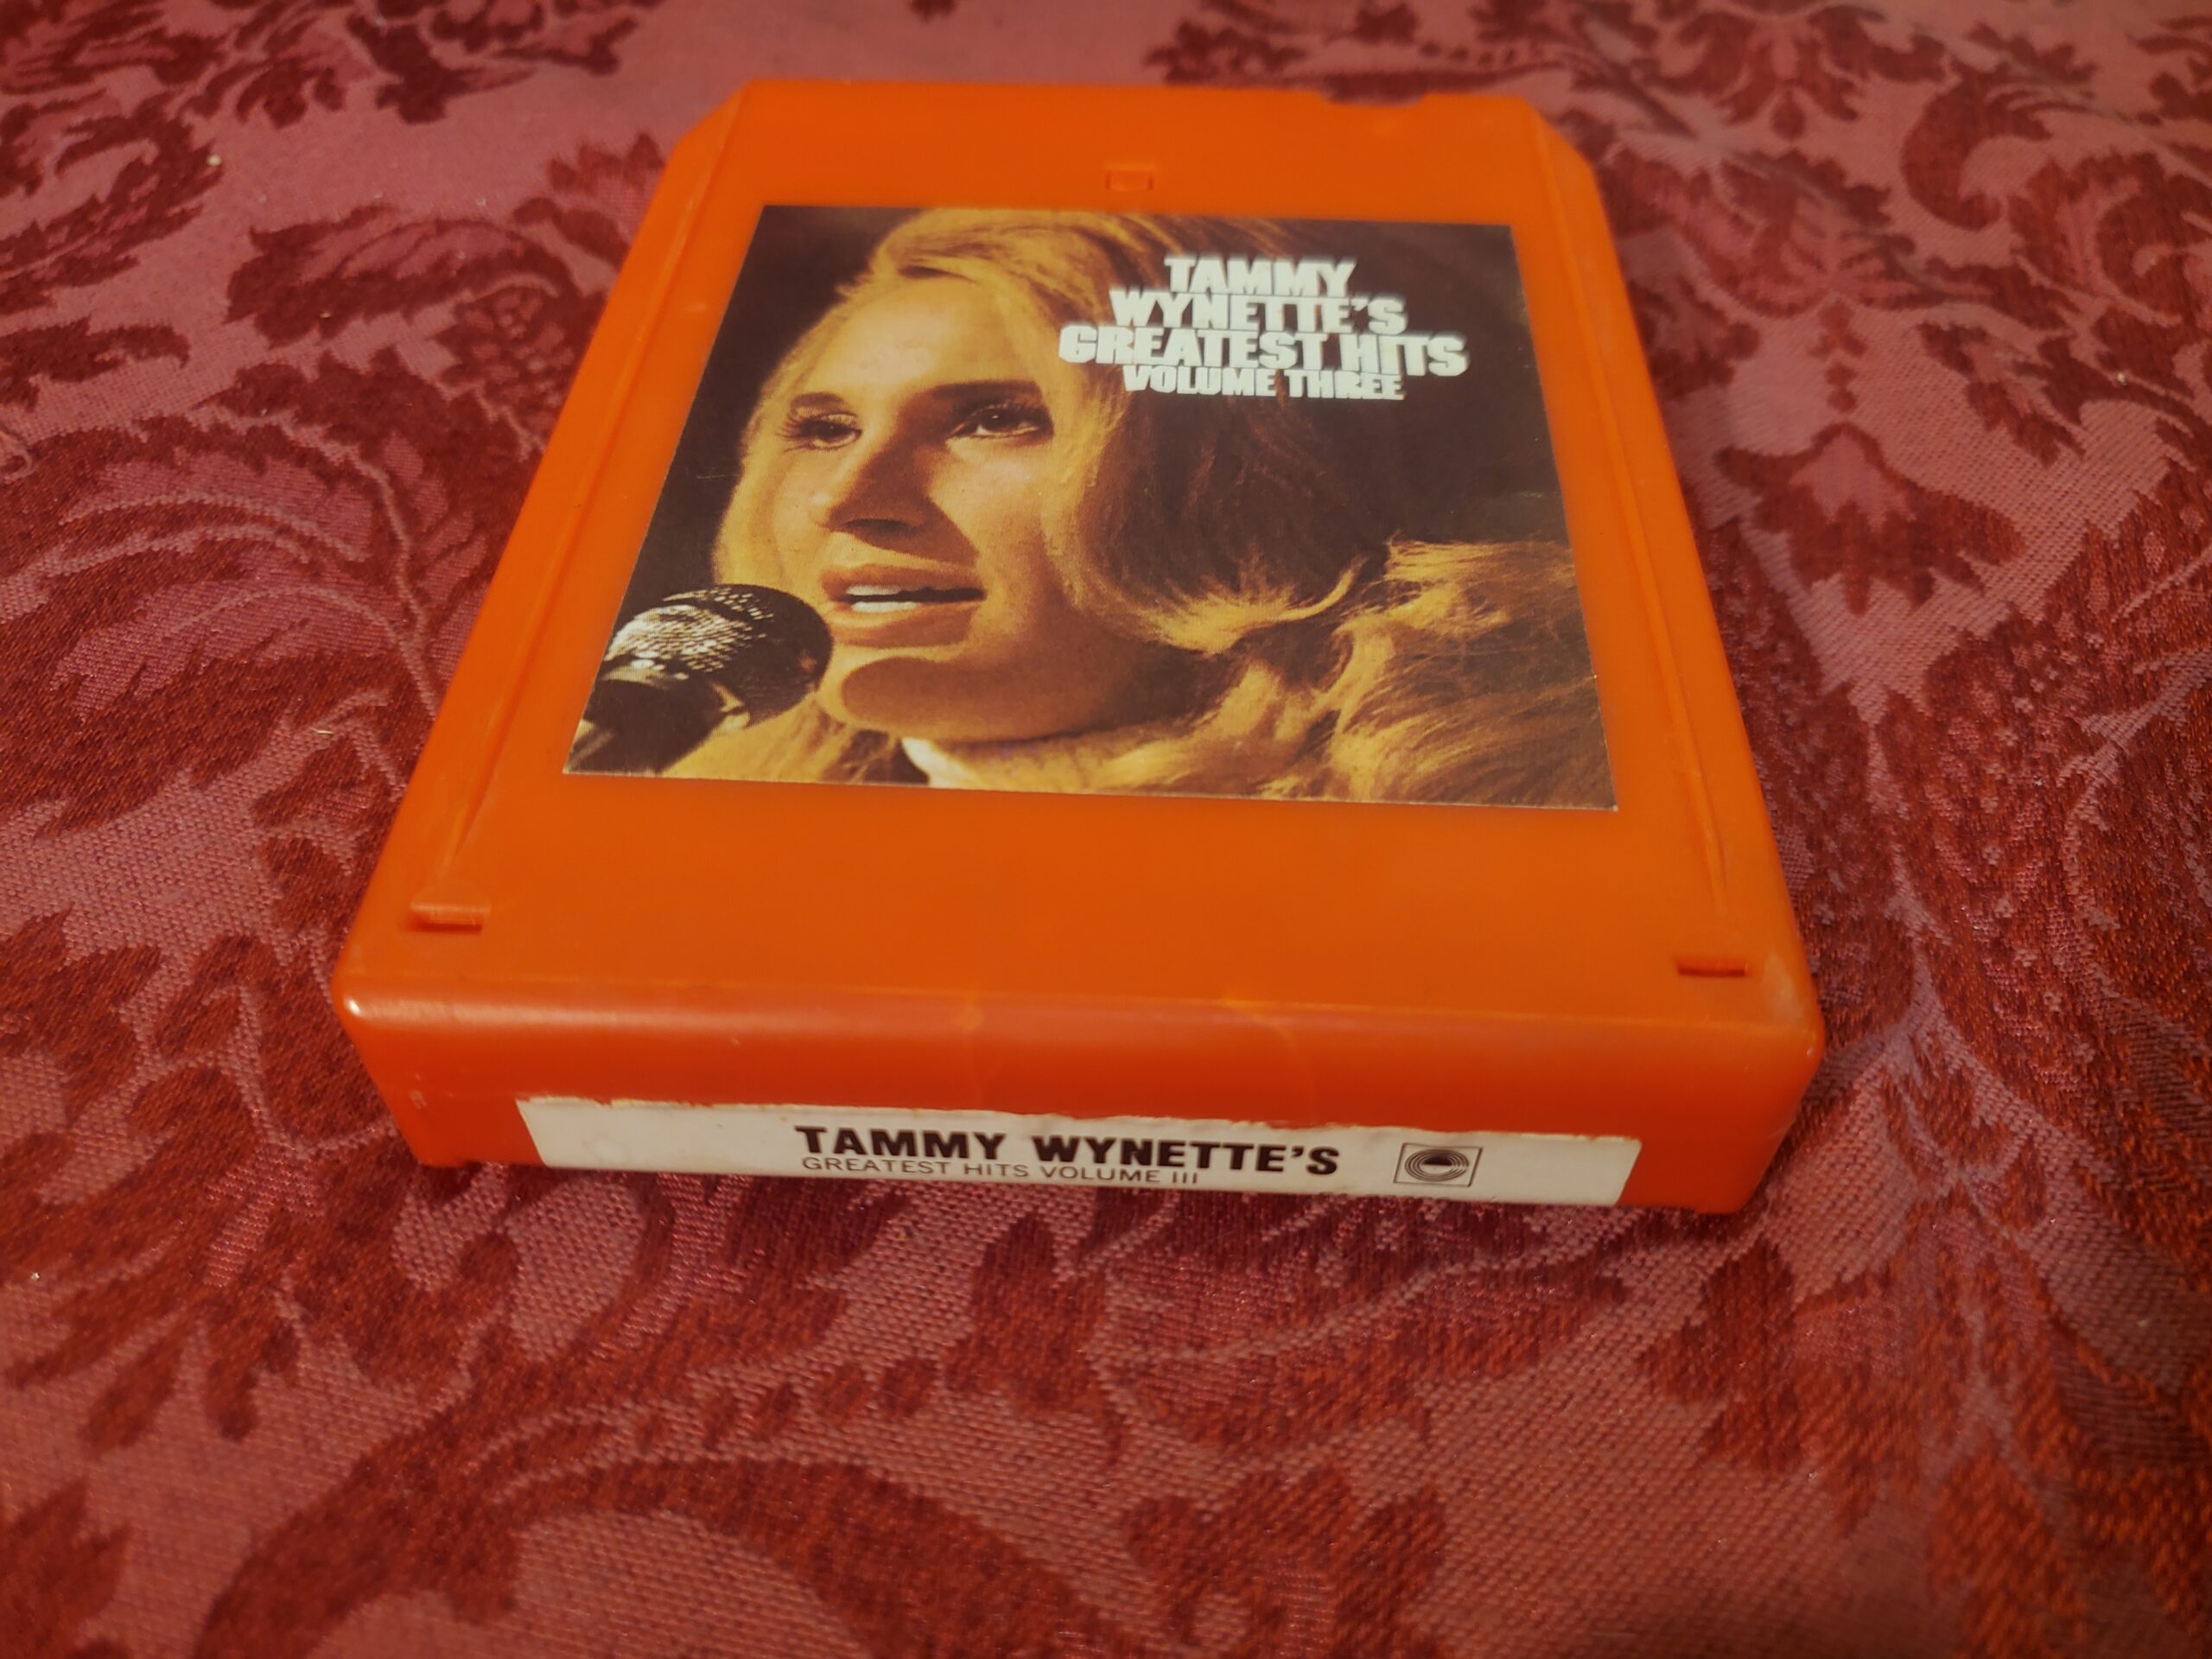 TAMMY
WYNETTE'S
GREATEST HITS
VOLUME THREE
TAMMY WYNETTE'S
GREATEST HITS VOLUME III